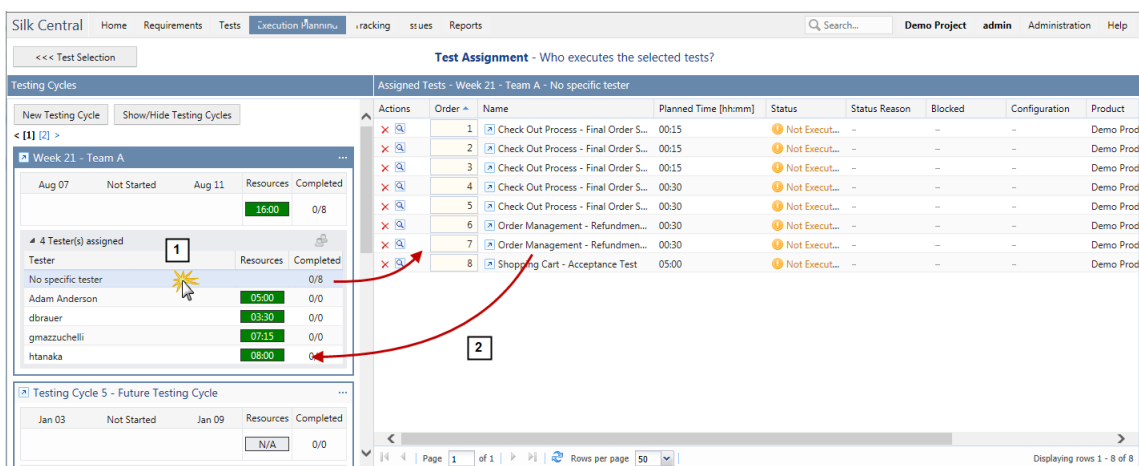 Silk Central Home Requirements Tests Execution Planning Tracking Issues Reports Search... Demo Project admin Administration Help
<<< Test Selection
Test Assignment - Who executes the selected tests?
Testing Cycles
Assigned Tests - Week 21 - Team A - No specific tester
New Testing Cycle Show/Hide Testing Cycles
< [1] [2] >
Week 21 - Team A ...
Aug 07 Not Started Aug 11 Resources Completed
16:00 0/8
4 Tester(s) assigned
1
Tester Resources Completed
No specific tester 0/8
Adam Anderson 05:00 0/0
dbrauer 03:30 0/0
gmazzuchelli 07:15 0/0
htanaka 08:00
Testing Cycle 5 - Future Testing Cycle ...
Jan 03 Not Started Jan 09 Resources Completed
N/A 0/0
Actions Order Name Planned Time [hh:mm] Status Status Reason Blocked Configuration Product
1 Check Out Process - Final Order S... 00:15 Not Execut... – – – Demo Prod
2 Check Out Process - Final Order S... 00:15 Not Execut... – – – Demo Prod
3 Check Out Process - Final Order S... 00:15 Not Execut... – – – Demo Prod
4 Check Out Process - Final Order S... 00:30 Not Execut... – – – Demo Prod
5 Check Out Process - Final Order S... 00:30 Not Execut... – – – Demo Prod
6 Order Management - Refundmen... 00:30 Not Execut... – – – Demo Prod
7 Order Management - Refundmen... 00:30 Not Execut... – – – Demo Prod
8 Shopping Cart - Acceptance Test 05:00 Not Execut... – – – Demo Prod
2
Page 1 of 1 Rows per page 50 Displaying rows 1 - 8 of 8